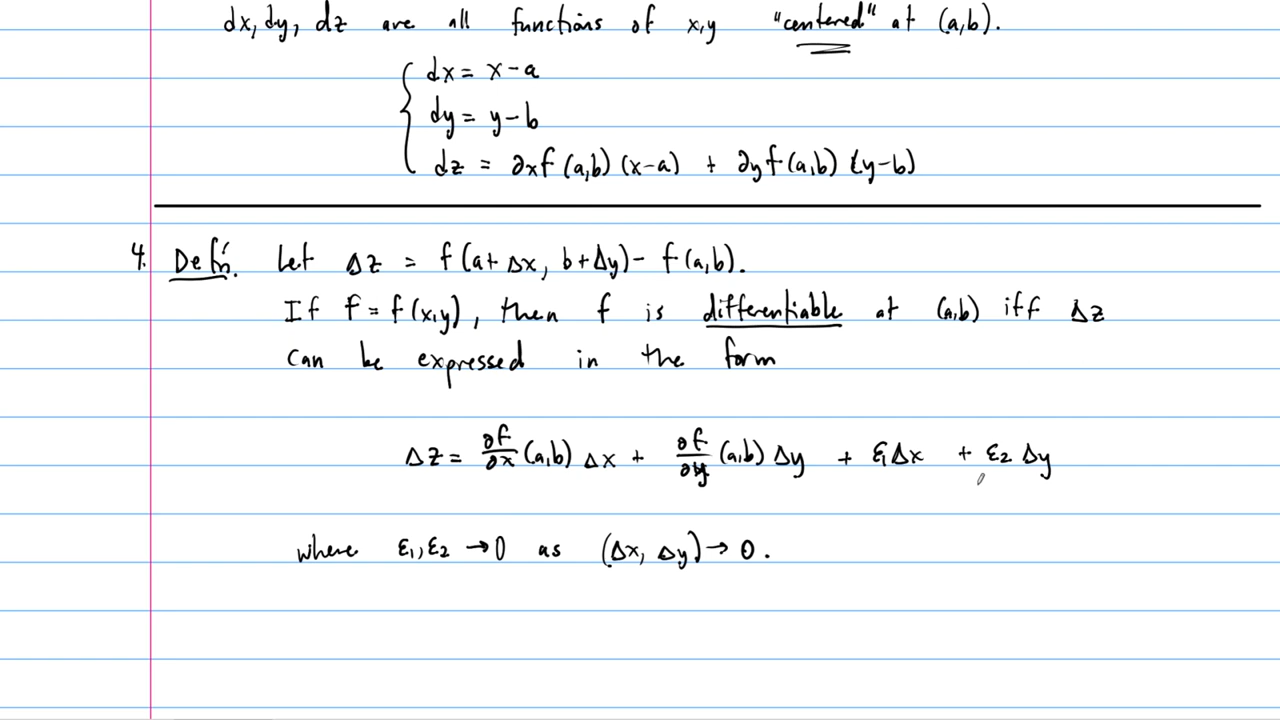 dx, dy, dz are all functions of x,y "centered" at (a,b).
dx = x-a
dy = y-b
dz = ∂xf (a,b) (x-a) + ∂yf (a,b) (y-b)
4. Def'n. Let Δz = f(a+Δx, b+Δy) - f(a,b).
If f = f(x,y), then f is differentiable at (a,b) iff Δz
can be expressed in the form
Δz = ∂f/∂x (a,b) Δx + ∂f/∂y (a,b) Δy + ε₁Δx + ε₂ Δy
where ε₁,ε₂ → 0 as (Δx, Δy) → 0.